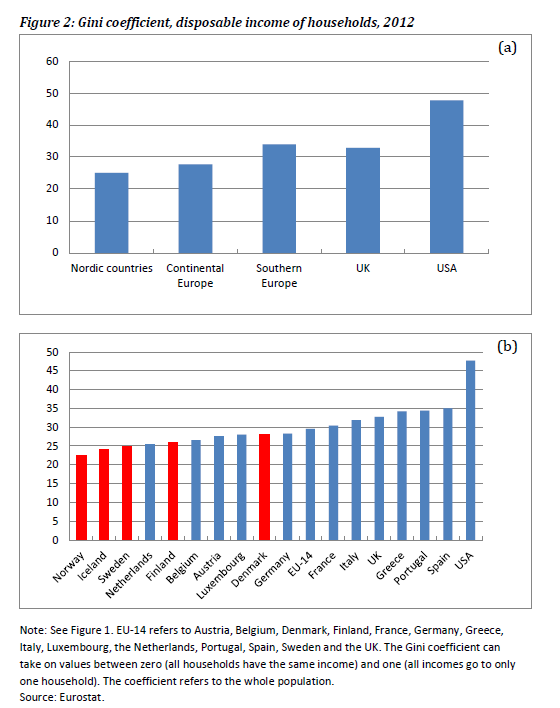 Figure 2: Gini coefficient, disposable income of households, 2012
(a)
60
50
40
30
20
10
0
Nordic countries
Continental
Europe
Southern
Europe
UK
USA
(b)
50
45
40
35
30
25
20
15
10
5
0
Norway
Iceland
Sweden
Netherlands
Finland
Belgium
Austria
Luxembourg
Denmark
Germany
EU-14
France
Italy
UK
Greece
Portugal
Spain
USA
Note: See Figure 1. EU-14 refers to Austria, Belgium, Denmark, Finland, France, Germany, Greece,
Italy, Luxembourg, the Netherlands, Portugal, Spain, Sweden and the UK. The Gini coefficient can
take on values between zero (all households have the same income) and one (all incomes go to only
one household). The coefficient refers to the whole population.
Source: Eurostat.